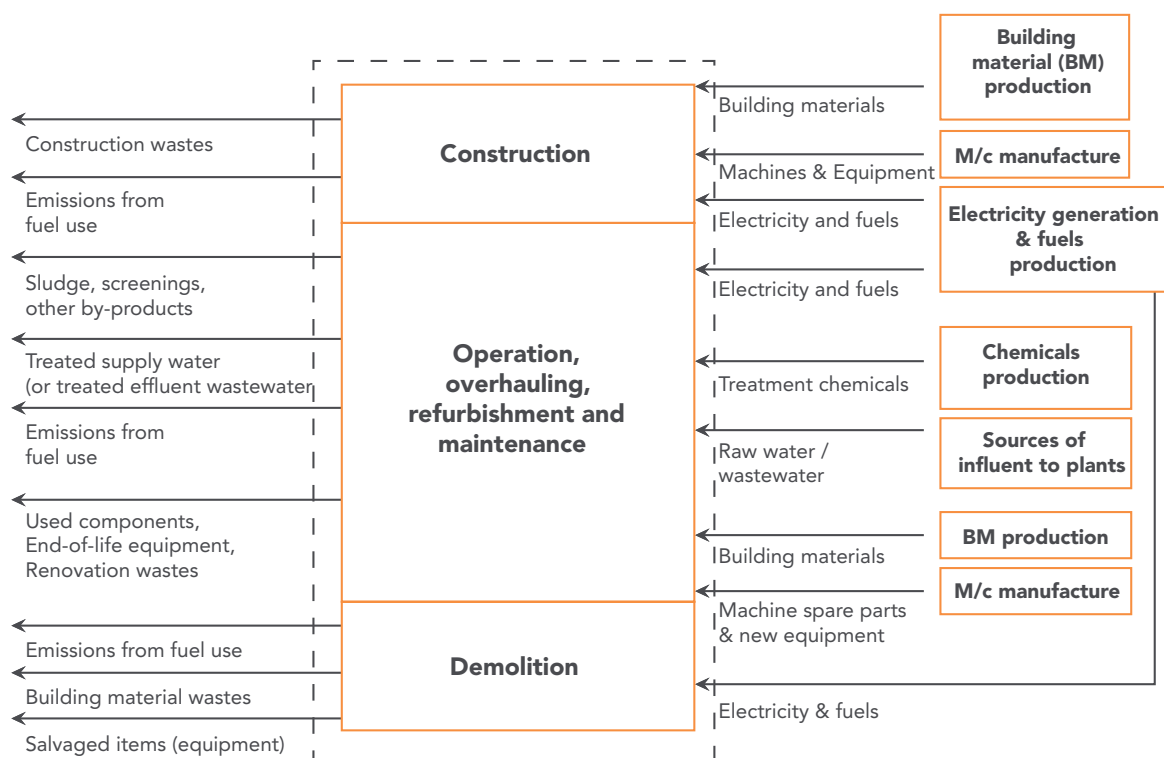 Building
material (BM)
production
Building materials
Construction wastes
Construction
M/c manufacture
Machines & Equipment
Emissions from
fuel use
Electricity generation
& fuels
production
Electricity and fuels
Sludge, screenings,
other by-products
Electricity and fuels
Treated supply water
(or treated effluent wastewater
Operation,
overhauling,
refurbishment and
maintenance
Chemicals
production
Treatment chemicals
Emissions from
fuel use
Sources of
influent to plants
Raw water /
wastewater
Used components,
End-of-life equipment,
Renovation wastes
BM production
Building materials
M/c manufacture
Machine spare parts
& new equipment
Emissions from fuel use
Demolition
Building material wastes
Electricity & fuels
Salvaged items (equipment)